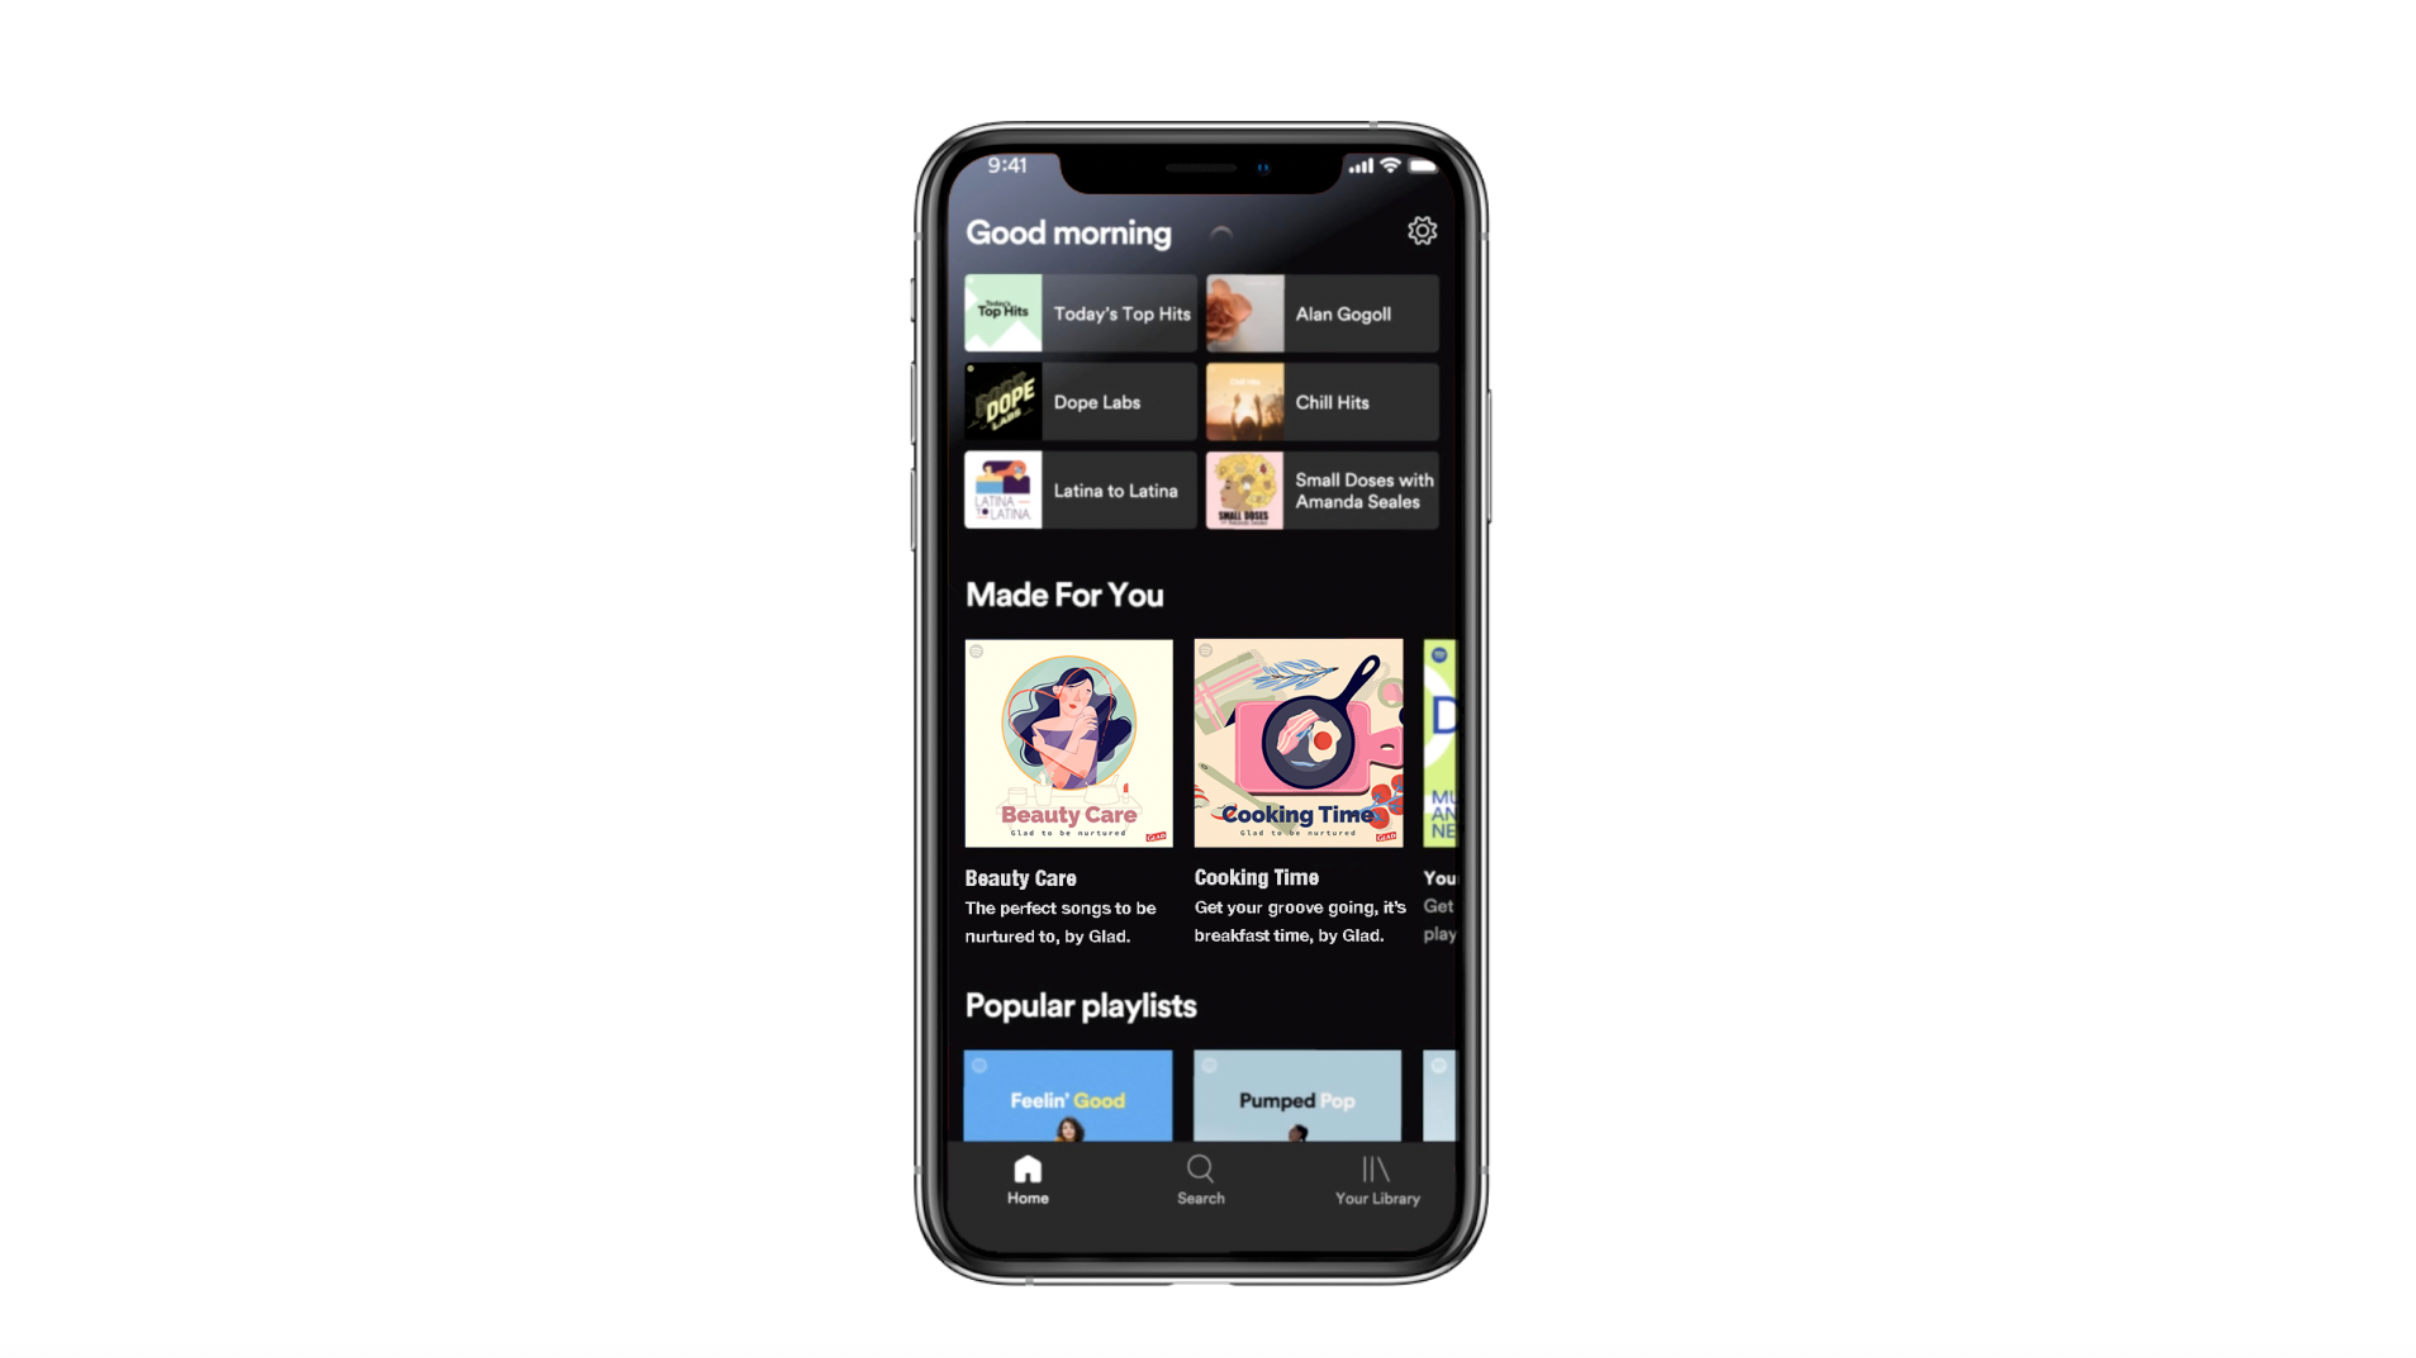 9:41
Good morning
Today's
Top Hits
Today's Top Hits
Alan Gogoll
DOPE
LABS
Dope Labs
Chill Hits
Chill Hits
LATINA
TO LATINA
Latina to Latina
SMALL DOSES
Small Doses with
Amanda Seales
Made For You
Beauty Care
Glad to be nurtured
GLAD
Cooking Time
Glad to be nurtured
GLAD
D
MU
AN
NE
Beauty Care
The perfect songs to be
nurtured to, by Glad.
Cooking Time
Get your groove going, it's
breakfast time, by Glad.
You
Get
play
Popular playlists
Feelin' Good
Pumped Pop
Home
Search
Your Library